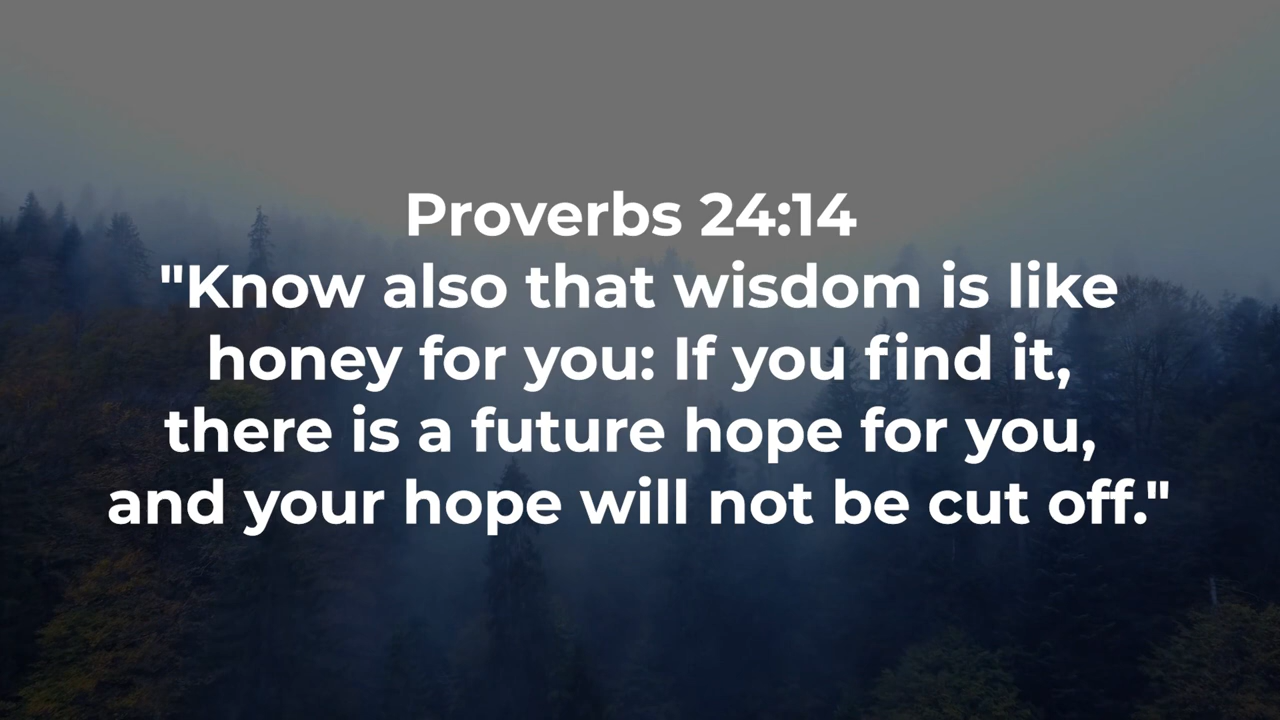 Proverbs 24:14
"Know also that wisdom is like
honey for you: If you find it,
there is a future hope for you,
and your hope will not be cut off."